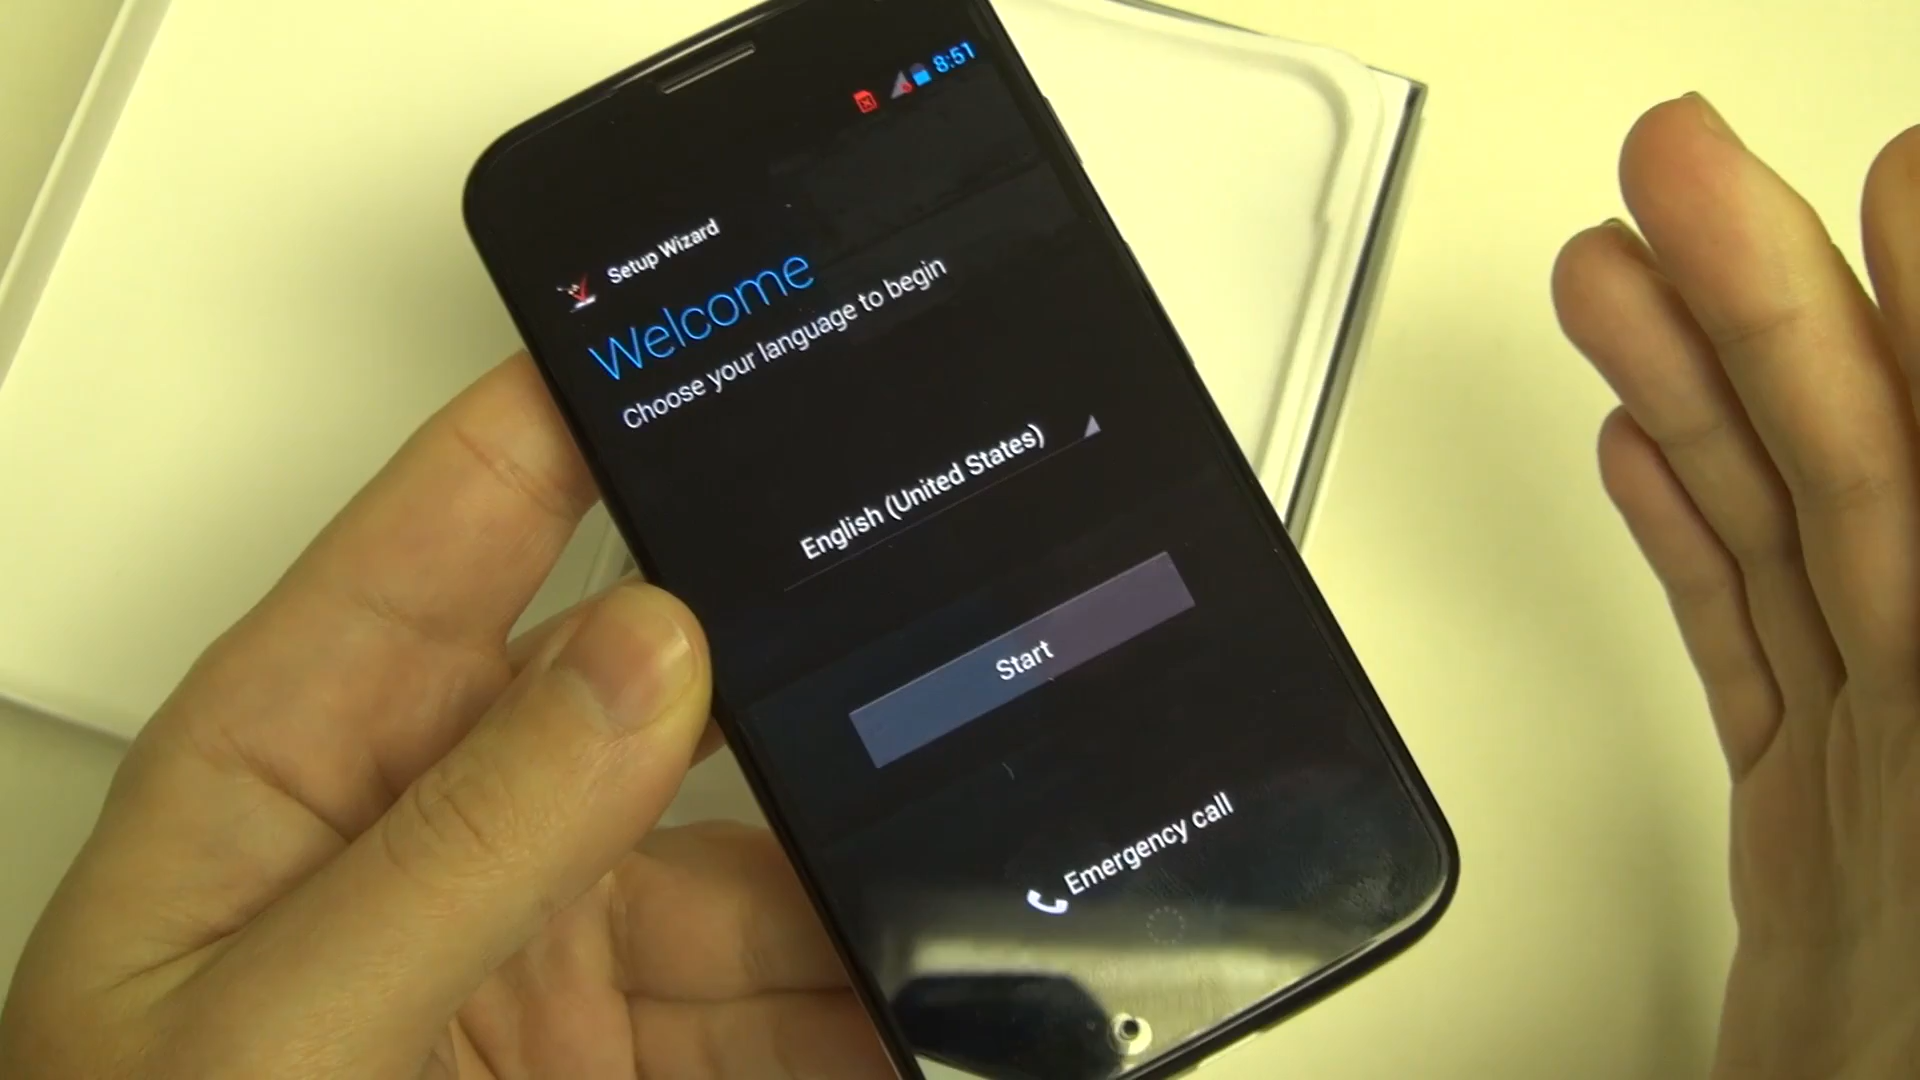 8:51
Setup Wizard
Welcome
Choose your language to begin
English (United States)
Start
Emergency call